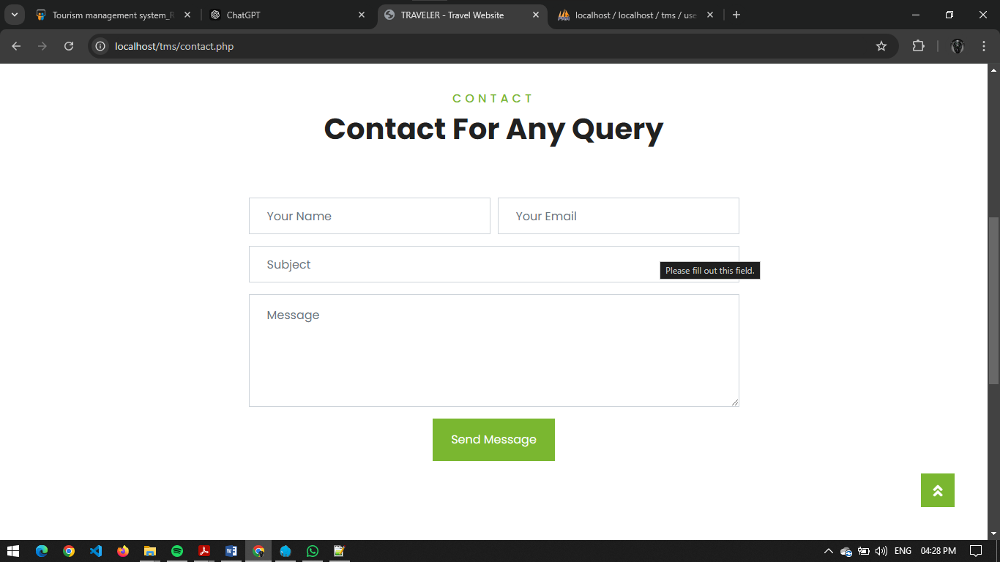 Tourism management system_R
ChatGPT
TRAVELER - Travel Website
localhost / localhost / tms / use
localhost/tms/contact.php
CONTACT
Contact For Any Query
Your Name
Your Email
Subject
Please fill out this field.
Message
Send Message
ENG
04:28 PM